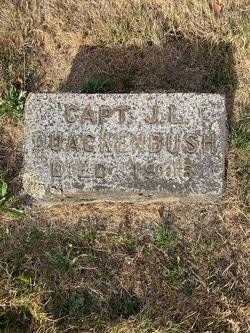 CAPT. J.L.
QUACKENBUSH
DIED 1905